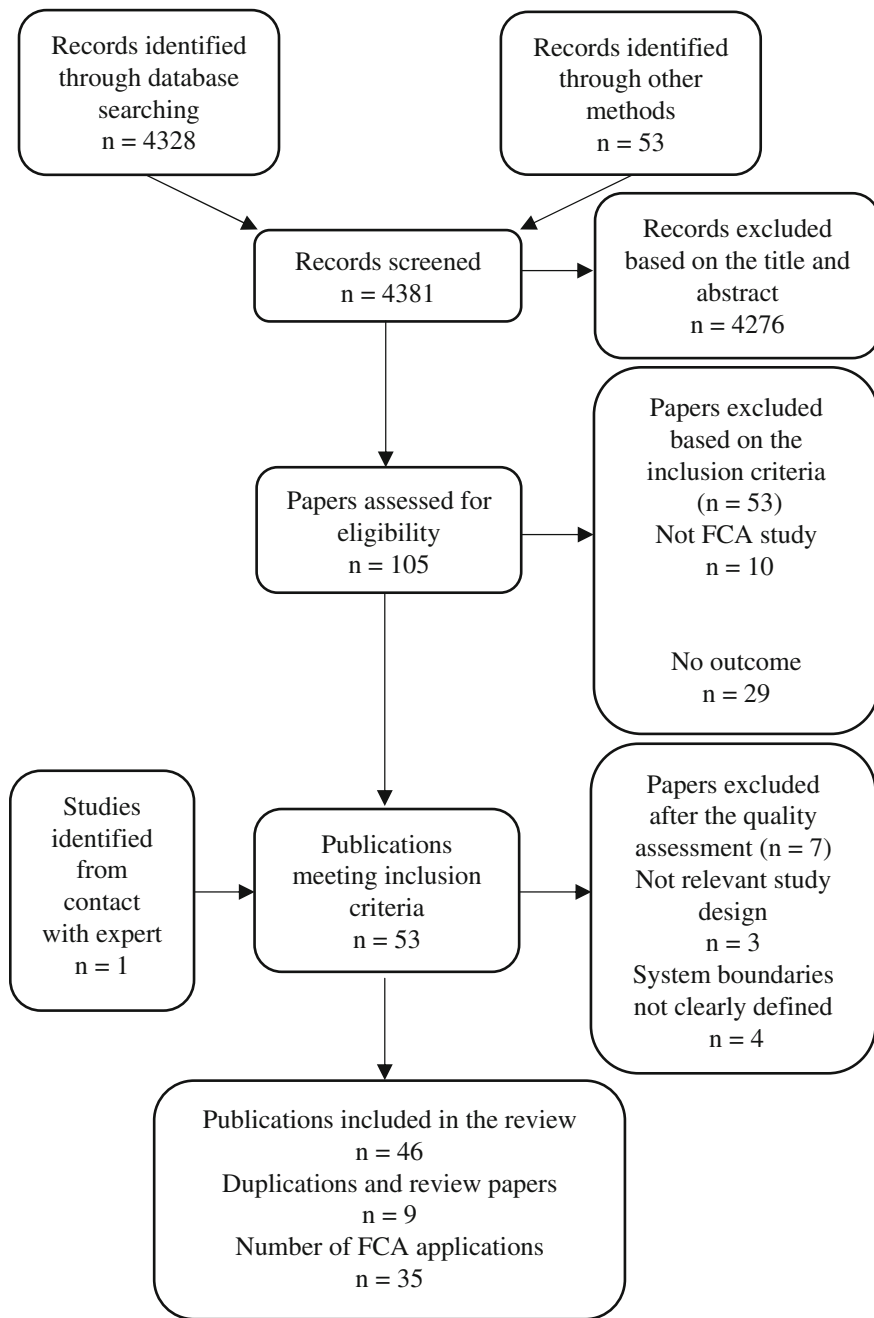 Records identified
through database
searching
n = 4328
Records identified
through other
methods
n = 53
Records screened
n = 4381
Records excluded
based on the title and
abstract
n = 4276
Papers assessed for
eligibility
n = 105
Papers excluded
based on the
inclusion criteria
(n = 53)
Not FCA study
n = 10
No outcome
n = 29
Studies
identified
from
contact
with expert
n = 1
Publications
meeting inclusion
criteria
n = 53
Papers excluded
after the quality
assessment (n = 7)
Not relevant study
design
n = 3
System boundaries
not clearly defined
n = 4
Publications included in the review
n = 46
Duplications and review papers
n = 9
Number of FCA applications
n = 35